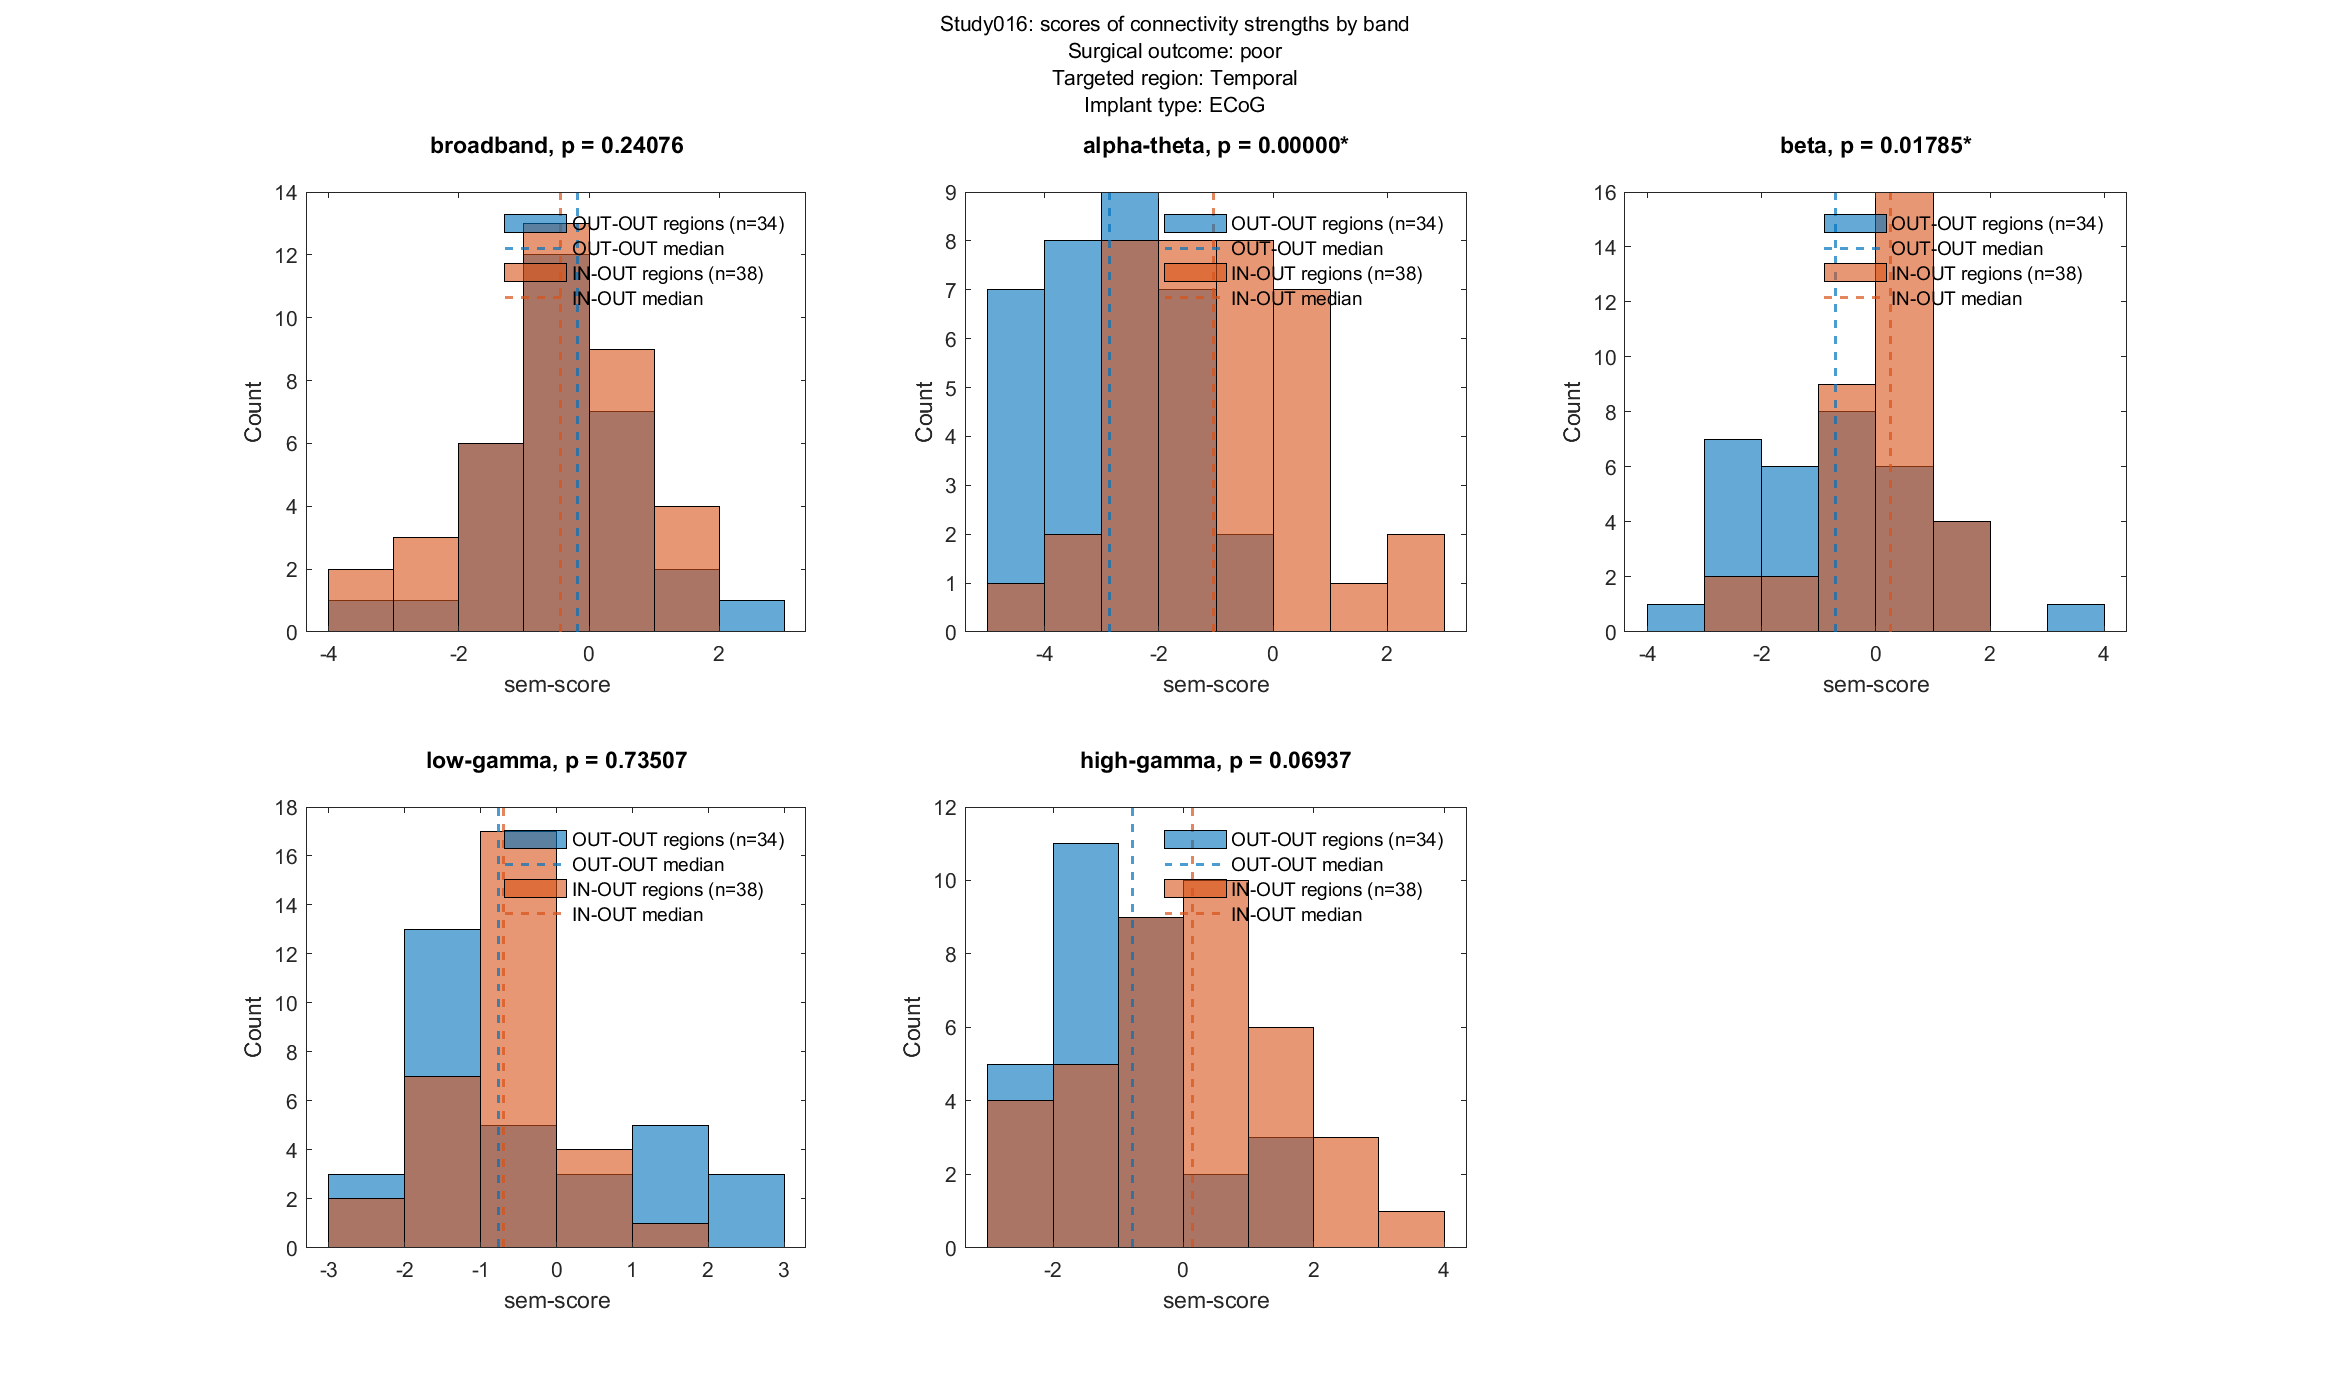 Study016: scores of connectivity strengths by band
Surgical outcome: poor
Targeted region: Temporal
Implant type: ECoG
broadband, p = 0.24076
14
12
10
8
6
4
2
0
Count
-4
-2
0
2
sem-score
OUT-OUT regions (n=34)
OUT-OUT median
IN-OUT regions (n=38)
IN-OUT median
alpha-theta, p = 0.00000*
9
8
7
6
5
4
3
2
1
0
Count
-4
-2
0
2
sem-score
OUT-OUT regions (n=34)
OUT-OUT median
IN-OUT regions (n=38)
IN-OUT median
beta, p = 0.01785*
16
14
12
10
8
6
4
2
0
Count
-4
-2
0
2
4
sem-score
OUT-OUT regions (n=34)
OUT-OUT median
IN-OUT regions (n=38)
IN-OUT median
low-gamma, p = 0.73507
18
16
14
12
10
8
6
4
2
0
Count
-3
-2
-1
0
1
2
3
sem-score
OUT-OUT regions (n=34)
OUT-OUT median
IN-OUT regions (n=38)
IN-OUT median
high-gamma, p = 0.06937
12
10
8
6
4
2
0
Count
-2
0
2
4
sem-score
OUT-OUT regions (n=34)
OUT-OUT median
IN-OUT regions (n=38)
IN-OUT median